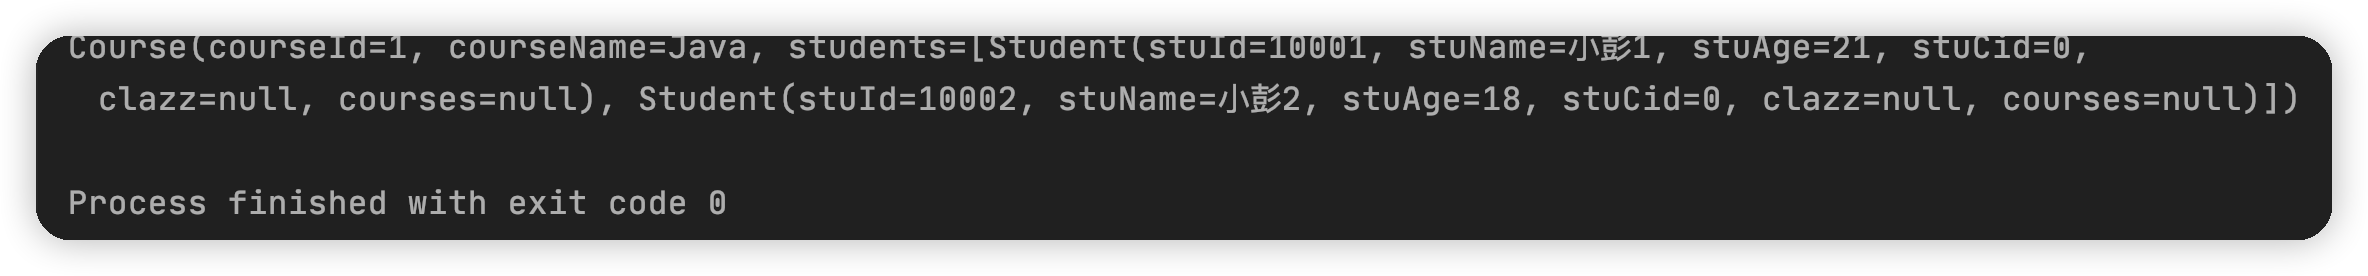 Course(courseId=1, courseName=Java, students=[Student(stuId=10001, stuName=小彭1, stuAge=21, stuCid=0,
clazz=null, courses=null), Student(stuId=10002, stuName=小彭2, stuAge=18, stuCid=0, clazz=null, courses=null)])
Process finished with exit code 0